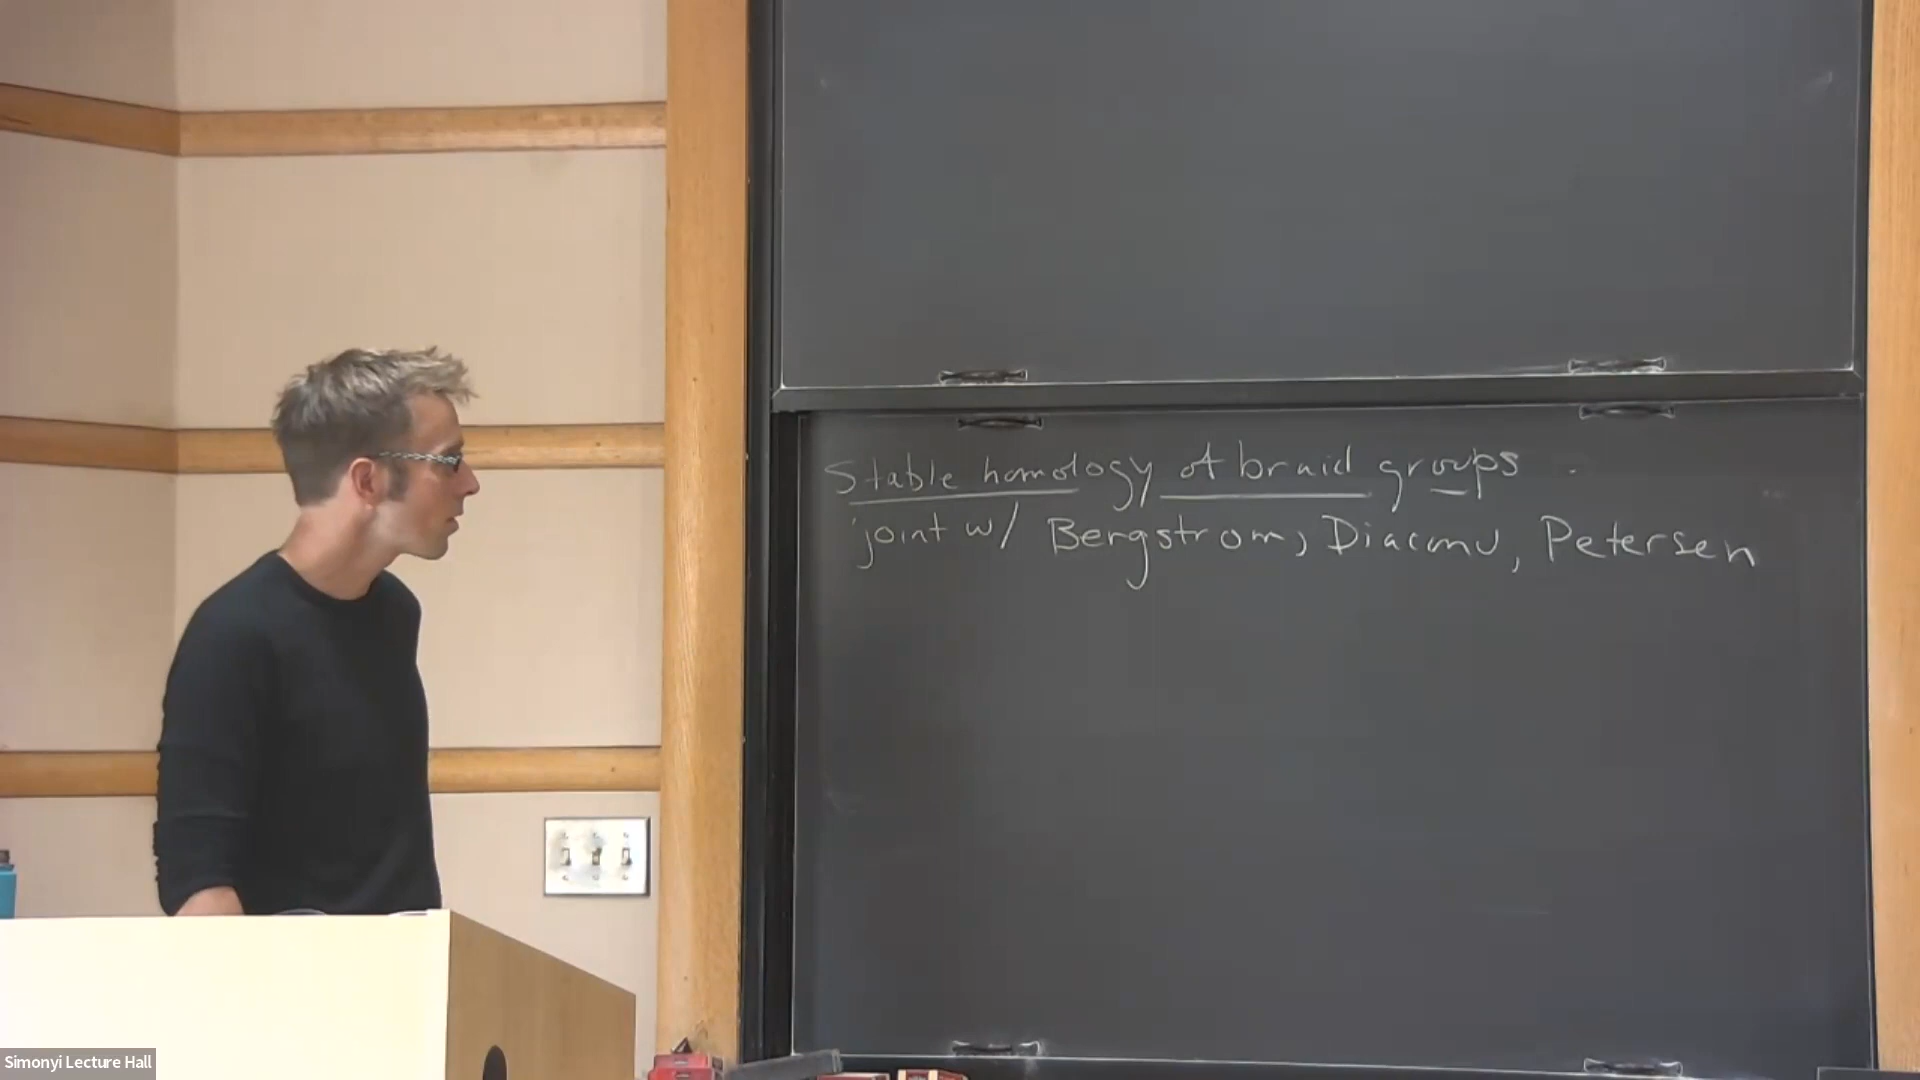 Stable homology of braid groups
joint w/ Bergstrom, Diaconu, Petersen
Simonyi Lecture Hall